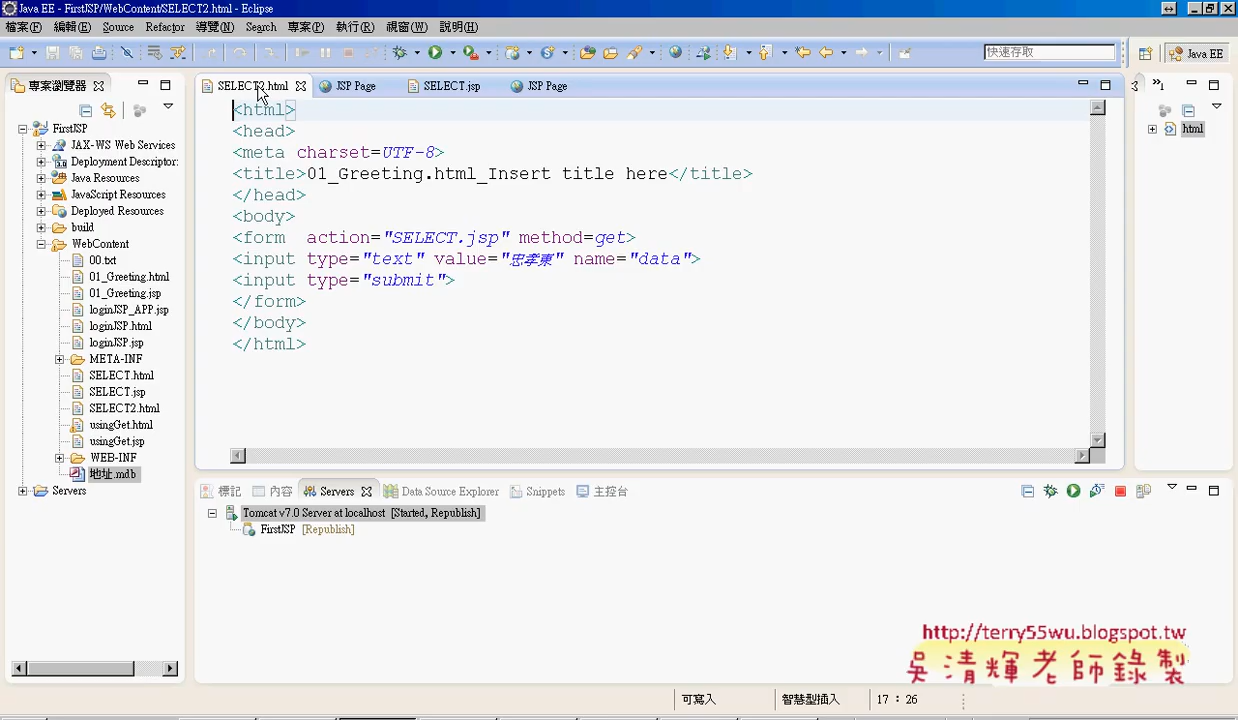 Java EE - FirstJSP/WebContent/SELECT2.html - Eclipse
檔案(F) 編輯(E) Source Refactor 導覽(N) Search 專案(P) 執行(R) 視窗(W) 說明(H)
快速存取
Java EE
專案瀏覽器
SELECT2.html
JSP Page
SELECT.jsp
JSP Page
»1
FirstJSP
JAX-WS Web Services
Deployment Descriptor:
Java Resources
JavaScript Resources
Deployed Resources
build
WebContent
00.txt
01_Greeting.html
01_Greeting.jsp
loginJSP_APP.jsp
loginJSP.html
loginJSP.jsp
META-INF
SELECT.html
SELECT.jsp
SELECT2.html
usingGet.html
usingGet.jsp
WEB-INF
地址.mdb
Servers
<html>
<head>
<meta charset=UTF-8>
<title>01_Greeting.html_Insert title here</title>
</head>
<body>
<form  action="SELECT.jsp" method=get>
<input type="text" value="忠孝東" name="data">
<input type="submit">
</form>
</body>
</html>
html
標記 內容 Servers Data Source Explorer Snippets 主控台
Tomcat v7.0 Server at localhost [Started, Republish]
FirstJSP [Republish]
http://terry55wu.blogspot.tw
吳清輝老師錄製
可寫入 智慧型插入 17 : 26